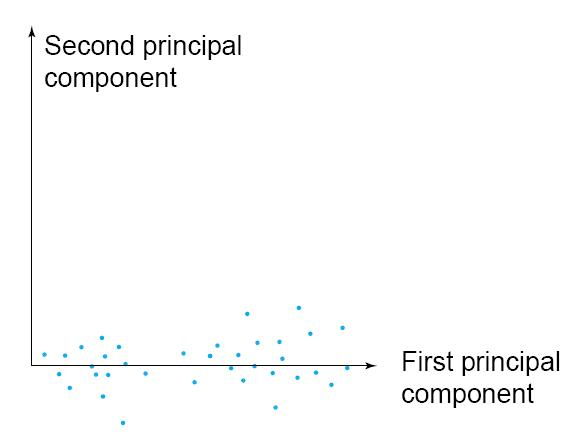 Second principal
component
First principal
component